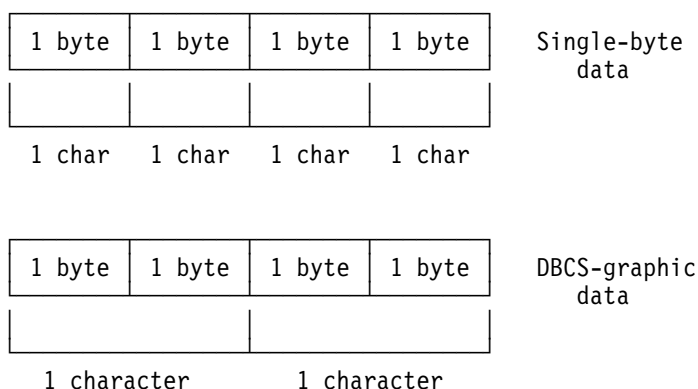 1 byte 1 byte 1 byte 1 byte Single-byte
data
1 char 1 char 1 char 1 char
1 byte 1 byte 1 byte 1 byte DBCS-graphic
data
1 character 1 character